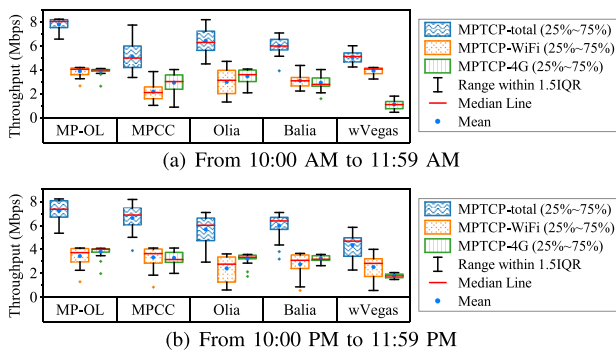 Throughput (Mbps)
8
6
4
2
0
MP-OL MPCC Olia Balia wVegas
MPTCP-total (25%~75%)
MPTCP-WiFi (25%~75%)
MPTCP-4G (25%~75%)
Range within 1.5IQR
Median Line
Mean
(a) From 10:00 AM to 11:59 AM
Throughput (Mbps)
8
6
4
2
0
MP-OL MPCC Olia Balia wVegas
MPTCP-total (25%~75%)
MPTCP-WiFi (25%~75%)
MPTCP-4G (25%~75%)
Range within 1.5IQR
Median Line
Mean
(b) From 10:00 PM to 11:59 PM